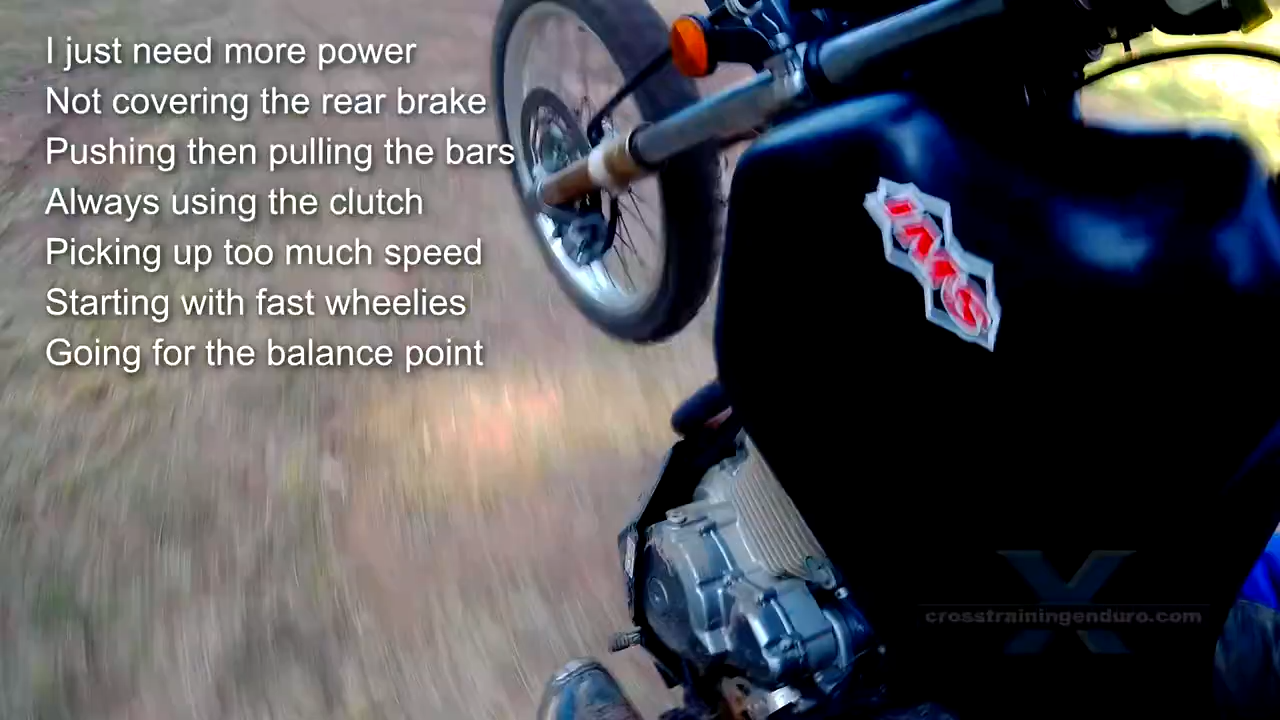 I just need more power
Not covering the rear brake
Pushing then pulling the bars
Always using the clutch
Picking up too much speed
Starting with fast wheelies
Going for the balance point
IMS
X
crosstrainingenduro.com